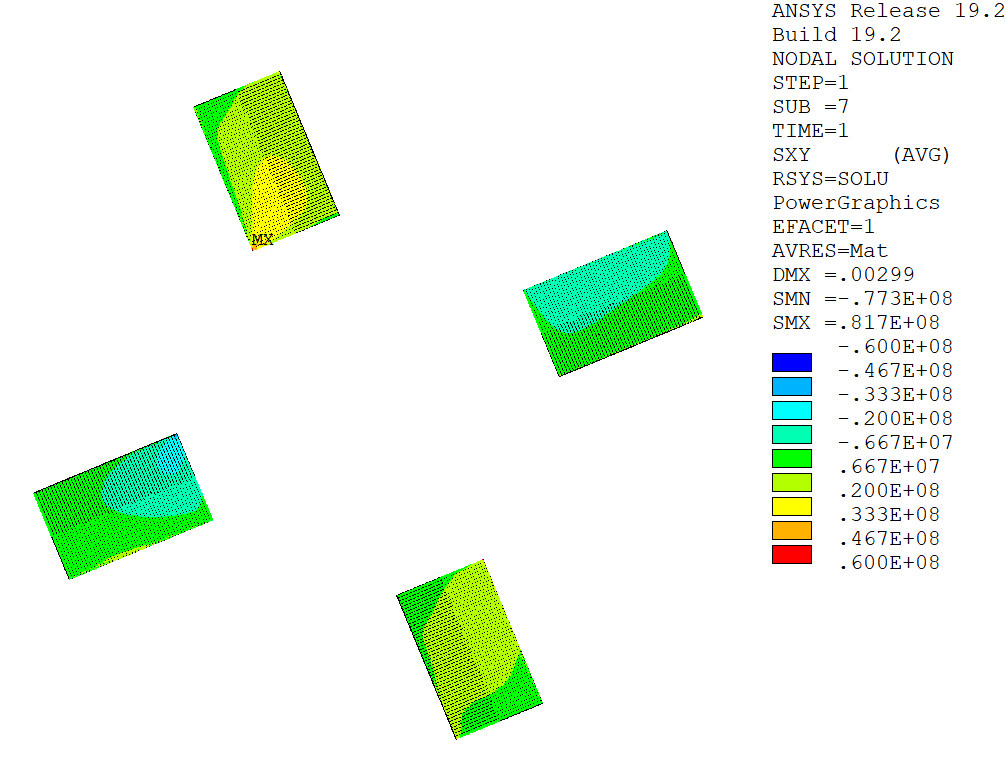 ANSYS Release 19.2
Build 19.2
NODAL SOLUTION
STEP=1
SUB =7
TIME=1
SXY (AVG)
RSYS=SOLU
PowerGraphics
EFACET=1
AVRES=Mat
DMX =.00299
SMN =-.773E+08
SMX =.817E+08
-.600E+08
-.467E+08
-.333E+08
-.200E+08
-.667E+07
.667E+07
.200E+08
.333E+08
.467E+08
.600E+08
MX